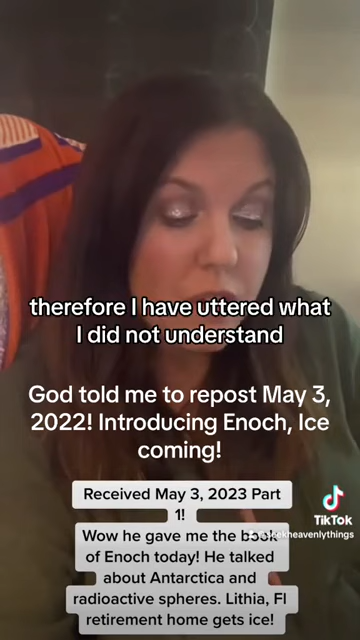 therefore I have uttered what
I did not understand
God told me to repost May 3,
2022! Introducing Enoch, Ice
coming!
Received May 3, 2023 Part
1!
Wow he gave me the book
of Enoch today! He talked
about Antarctica and
radioactive spheres. Lithia, Fl
retirement home gets ice!
TikTok